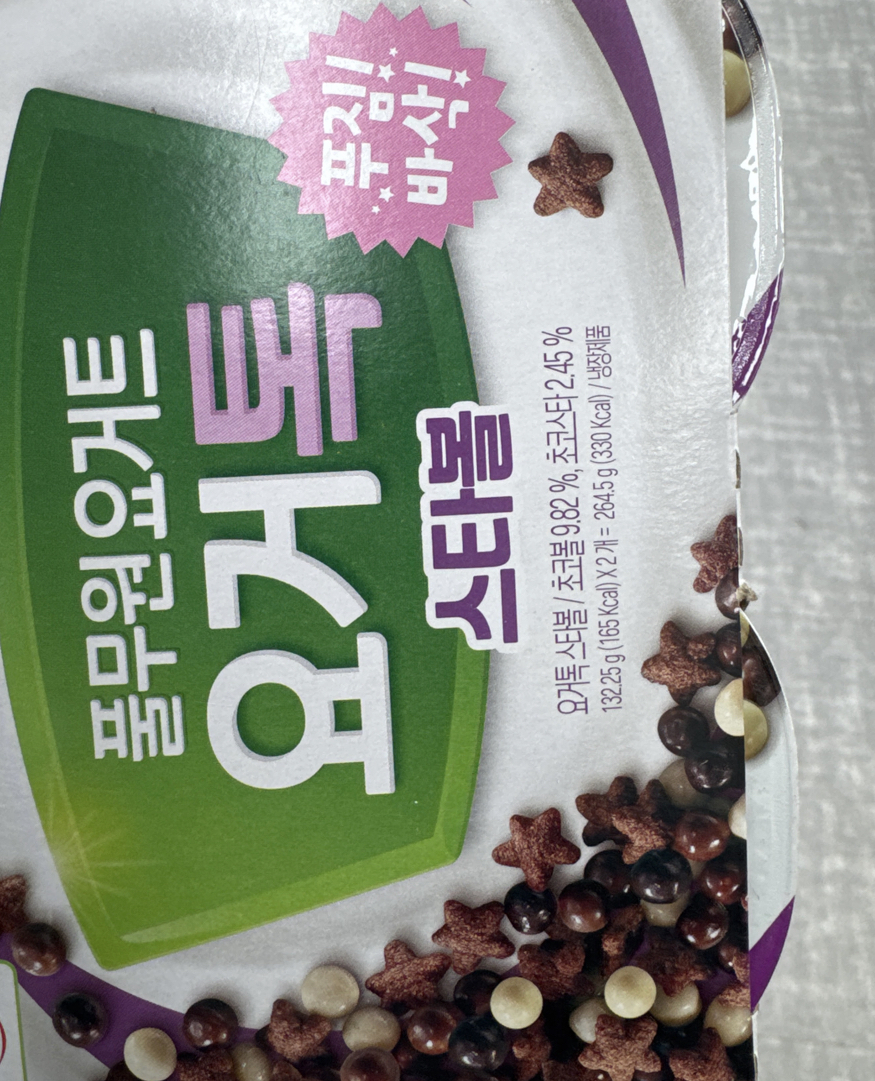 푸짐!
바삭!
풀무원 요거트
요거톡
스타볼
요거톡 스타볼 / 초코볼 9.82 %, 초코스타 2.45 %
132.25 g (165 Kcal) X 2 개 = 264.5 g (330 Kcal) / 냉장제품